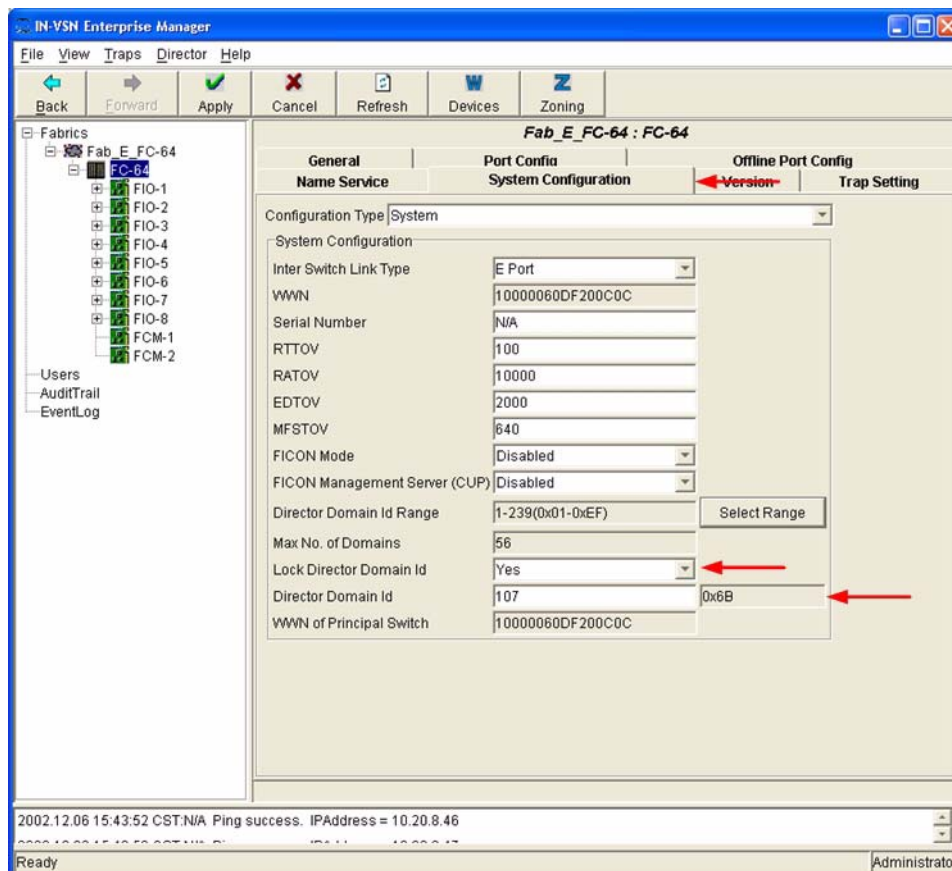 IN-VSN Enterprise Manager
File View Traps Director Help
Back Forward Apply Cancel Refresh Devices Zoning
Fabrics
Fab_E_FC-64
FC-64
FIO-1
FIO-2
FIO-3
FIO-4
FIO-5
FIO-6
FIO-7
FIO-8
FCM-1
FCM-2
Users
AuditTrail
EventLog
Fab_E_FC-64 : FC-64
General Port Config Offline Port Config
Name Service System Configuration Version Trap Setting
Configuration Type System
System Configuration
Inter Switch Link Type E Port
WWN 10000060DF200C0C
Serial Number N/A
RTTOV 100
RATOV 10000
EDTOV 2000
MFSTOV 640
FICON Mode Disabled
FICON Management Server (CUP) Disabled
Director Domain Id Range 1-239(0x01-0xEF) Select Range
Max No. of Domains 56
Lock Director Domain Id Yes
Director Domain Id 107 0x6B
WWN of Principal Switch 10000060DF200C0C
2002.12.06 15:43:52 CST:N/A Ping success. IPAddress = 10.20.8.46
Ready Administrato